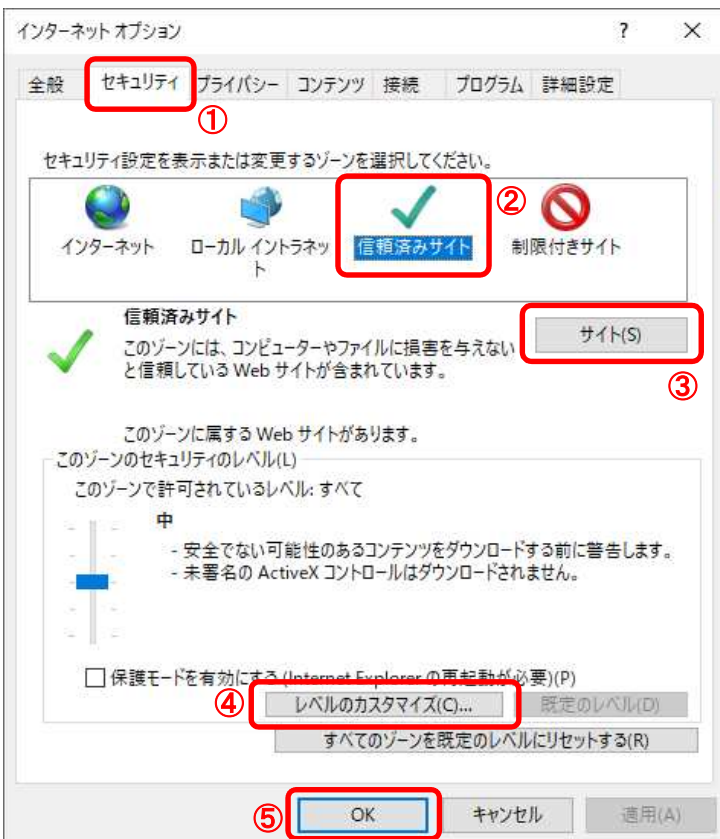 インターネット オプション ? ×
全般 セキュリティ プライバシー コンテンツ 接続 プログラム 詳細設定
①
セキュリティ設定を表示または変更するゾーンを選択してください。
②
インターネット ローカル イントラネット 信頼済みサイト 制限付きサイト
信頼済みサイト
サイト(S)
このゾーンには、コンピューターやファイルに損害を与えない
と信頼している Web サイトが含まれています。
③
このゾーンに属する Web サイトがあります。
このゾーンのセキュリティのレベル(L)
このゾーンで許可されているレベル: すべて
中
- 安全でない可能性のあるコンテンツをダウンロードする前に警告します。
- 未署名の ActiveX コントロールはダウンロードされません。
保護モードを有効にする (Internet Explorer の再起動が必要)(P)
④ レベルのカスタマイズ(C)... 既定のレベル(D)
すべてのゾーンを既定のレベルにリセットする(R)
⑤ OK キャンセル 適用(A)